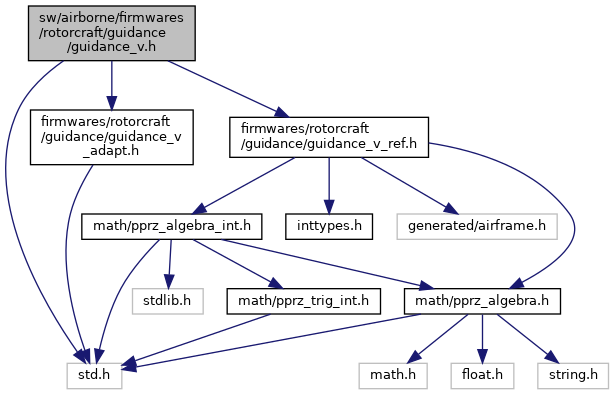 sw/airborne/firmwares
/rotorcraft/guidance
/guidance_v.h
firmwares/rotorcraft
/guidance/guidance_v
_adapt.h
firmwares/rotorcraft
/guidance/guidance_v_ref.h
math/pprz_algebra_int.h
inttypes.h
generated/airframe.h
stdlib.h
math/pprz_trig_int.h
math/pprz_algebra.h
std.h
math.h
float.h
string.h